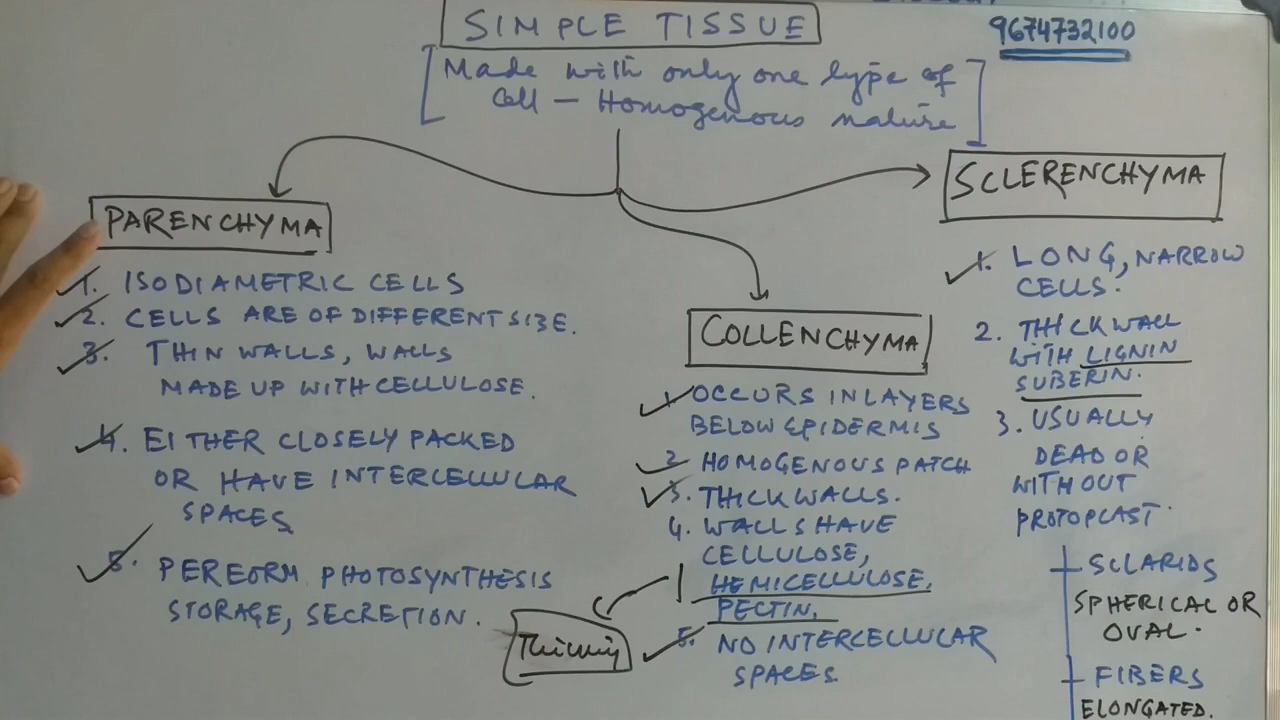 SIMPLE TISSUE
9674732100
[Made with only one type of
Cell - Homogenous nature]
PARENCHYMA
1. ISODIAMETRIC CELLS
2. CELLS ARE OF DIFFERENT SIZE.
3. THIN WALLS, WALLS
MADE UP WITH CELLULOSE.
4. EITHER CLOSELY PACKED
OR HAVE INTERCELLULAR
SPACES
5. PERFORM PHOTOSYNTHESIS
STORAGE, SECRETION.
COLLENCHYMA
1. OCCURS IN LAYERS
BELOW EPIDERMIS
2. HOMOGENOUS PATCH
3. THICK WALLS.
4. WALLS HAVE
CELLULOSE,
HEMICELLULOSE,
PECTIN.
5. NO INTERCELLULAR
SPACES
SCLERENCHYMA
1. LONG, NARROW
CELLS.
2. THICK WALL
WITH LIGNIN
SUBERIN.
3. USUALLY
DEAD OR
WITHOUT
PROTOPLAST.
SCLARIDS
SPHERICAL OR
OVAL.
FIBERS
ELONGATED.